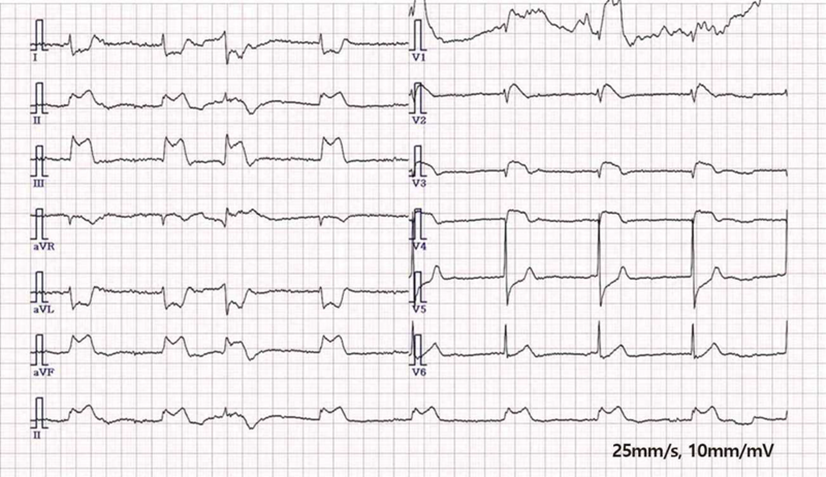 I
V1
II
V2
III
V3
aVR
V4
aVL
V5
aVF
V6
II
25mm/s, 10mm/mV